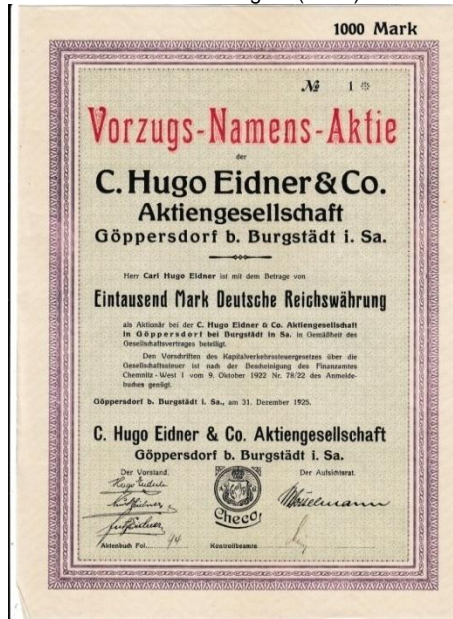 1000 Mark
№ 1
Vorzugs-Namens-Aktie
der
C. Hugo Eidner & Co.
Aktiengesellschaft
Göppersdorf b. Burgstädt i. Sa.
Herr Carl Hugo Eidner ist mit dem Betrage von
Eintausend Mark Deutsche Reichswährung
als Aktionär bei der C. Hugo Eidner & Co. Aktiengesellschaft
in Göppersdorf bei Burgstädt in Sa. in Gemäßheit des
Gesellschaftsvertrages beteiligt.
Den Vorschriften des Kapitalverkehrssteuergesetzes über die
Gesellschaftssteuer ist nach der Bescheinigung des Finanzamtes
Chemnitz-West I vom 9. Oktober 1922 Nr. 78/22 des Anmelde-
buches genügt.
Göppersdorf b. Burgstädt i. Sa., am 31. Dezember 1925.
C. Hugo Eidner & Co. Aktiengesellschaft
Göppersdorf b. Burgstädt i. Sa.
Der Vorstand.
Der Aufsichtsrat.
Checo
Aktenbuch Fol.
Kontrollbeamte